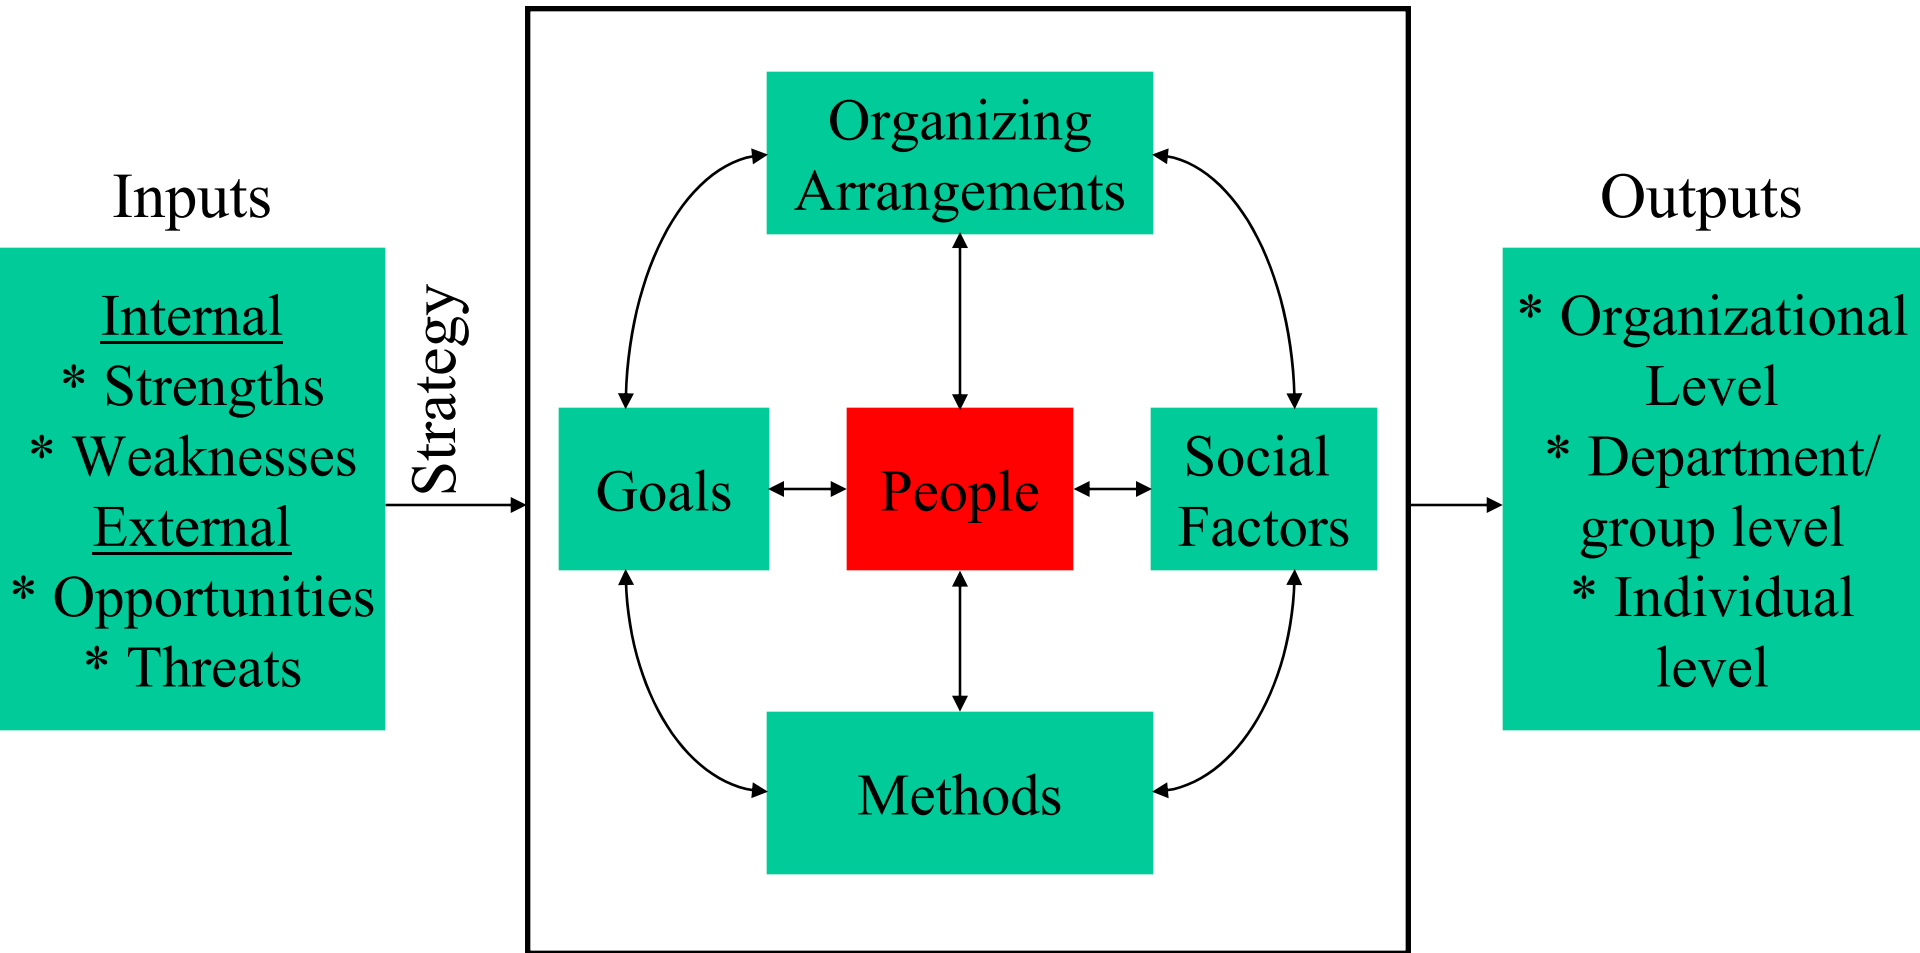 Inputs
Internal
* Strengths
* Weaknesses
External
* Opportunities
* Threats
Strategy
Organizing
Arrangements
Goals
People
Social
Factors
Methods
Outputs
* Organizational
Level
* Department/
group level
* Individual
level